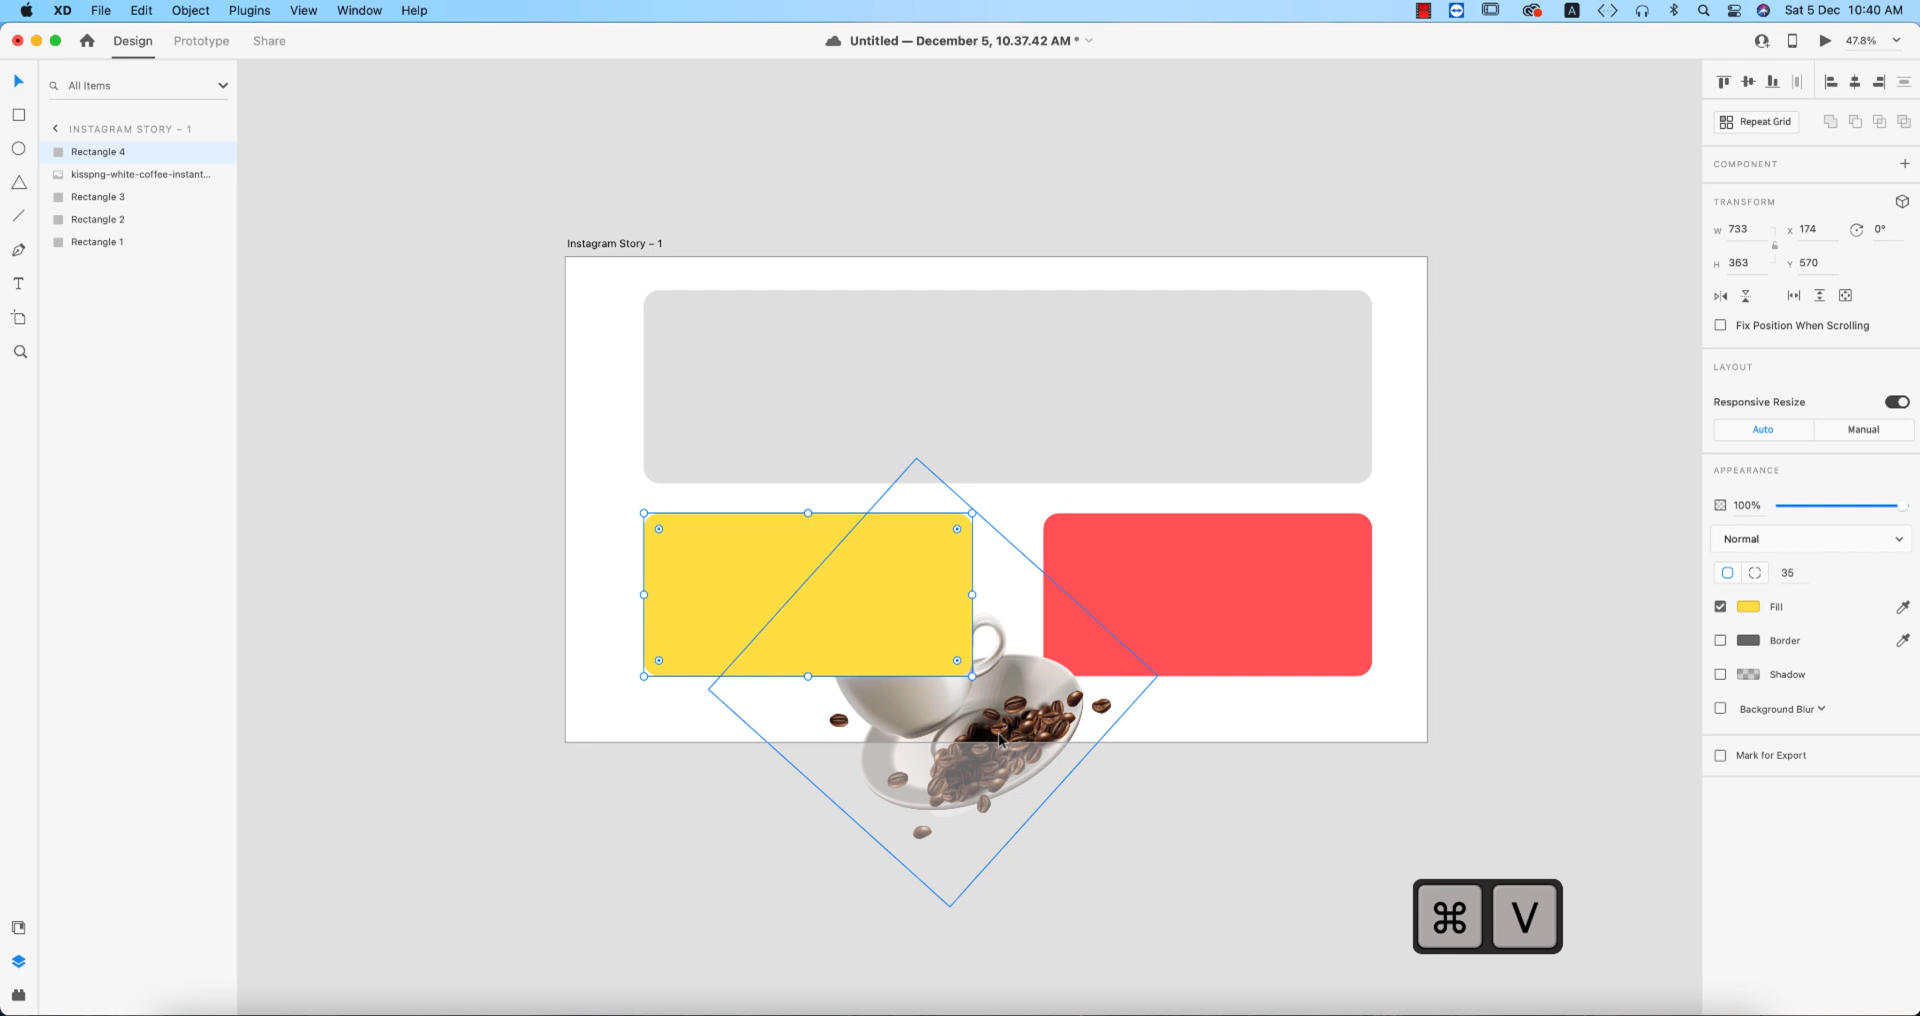 XD File Edit Object Plugins View Window Help
A
Sat 5 Dec 10:40 AM
Design Prototype Share
Untitled — December 5, 10.37.42 AM *
47.8%
All Items
INSTAGRAM STORY – 1
Rectangle 4
kisspng-white-coffee-instant...
Rectangle 3
Rectangle 2
Rectangle 1
T
Instagram Story – 1
Repeat Grid
COMPONENT
TRANSFORM
W 733 X 174 0°
H 363 Y 570
Fix Position When Scrolling
LAYOUT
Responsive Resize
Auto Manual
APPEARANCE
100%
Normal
35
Fill
Border
Shadow
Background Blur
Mark for Export
⌘ V